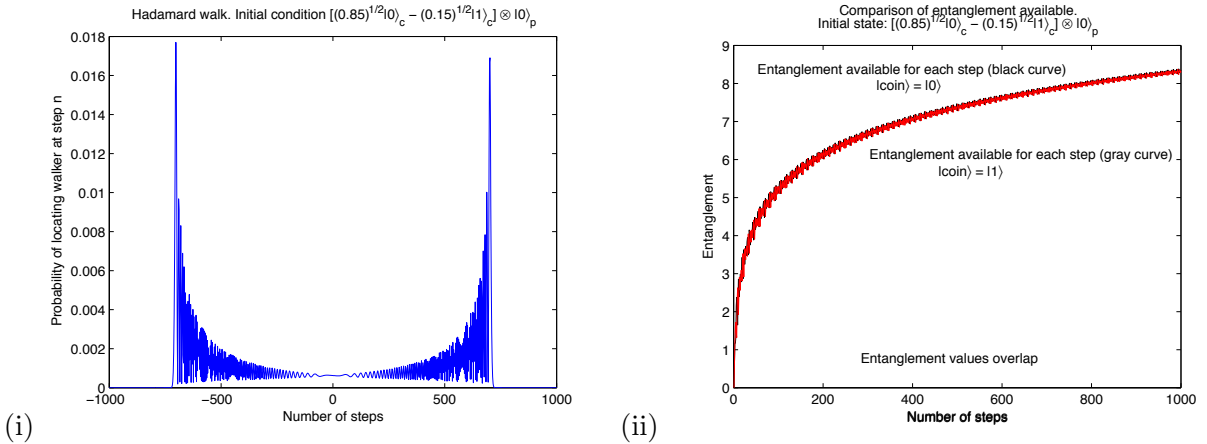 Hadamard walk. Initial condition [(0.85)^{1/2}|0⟩_c − (0.15)^{1/2}|1⟩_c] ⊗ |0⟩_p
0.018
0.016
0.014
0.012
0.01
0.008
0.006
0.004
0.002
0
Probability of locating walker at step n
−1000
−500
0
500
1000
Number of steps
(i)
Comparison of entanglement available.
Initial state: [(0.85)^{1/2}|0⟩_c − (0.15)^{1/2}|1⟩_c] ⊗ |0⟩_p
9
8
7
6
5
4
3
2
1
0
Entanglement
Entanglement available for each step (black curve)
|coin⟩ = |0⟩
Entanglement available for each step (gray curve)
|coin⟩ = |1⟩
Entanglement values overlap
0
200
400
600
800
1000
Number of steps
(ii)